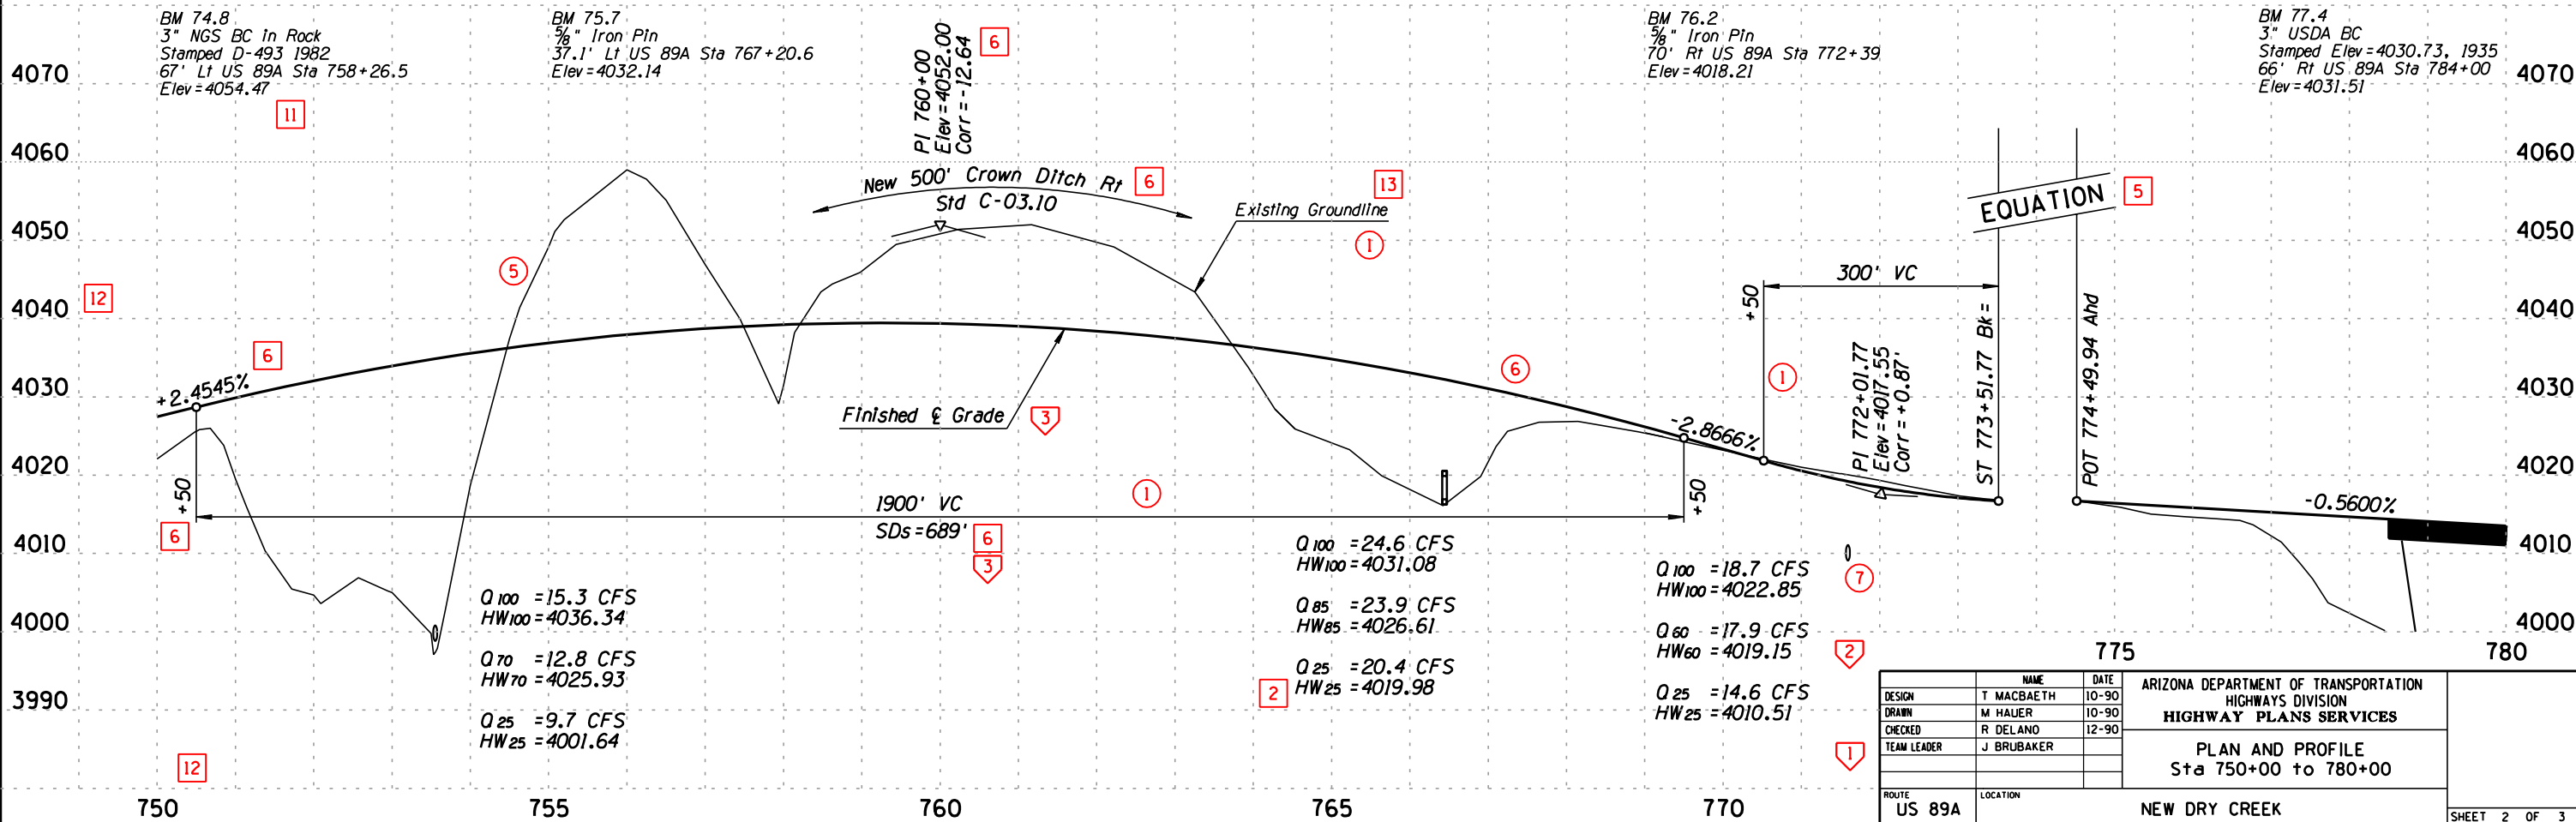 BM 74.8
3" NGS BC in Rock
Stamped D-493 1982
67' Lt US 89A Sta 758+26.5
Elev=4054.47
11
BM 75.7
5/8" Iron Pin
37.1' Lt US 89A Sta 767+20.6
Elev=4032.14
PI 760+00
Elev=4052.00
Corr=-12.64
6
BM 76.2
5/8" Iron Pin
70' Rt US 89A Sta 772+39
Elev=4018.21
BM 77.4
3" USDA BC
Stamped Elev=4030.73, 1935
66' Rt US 89A Sta 784+00
Elev=4031.51
4070
4060
4050
4040
4030
4020
4010
4000
3990
4070
4060
4050
4040
4030
4020
4010
4000
New 500' Crown Ditch Rt
6
Std C-03.10
13
Existing Groundline
1
EQUATION
5
5
12
6
+2.4545%
+50
6
Finished ℄ Grade
3
1900' VC
1
SDs=689'
6
3
6
-2.8666%
+50
300' VC
+50
1
PI 772+01.77
Elev=4017.55
Corr=+0.87'
ST 773+51.77 Bk=
POT 774+49.94 Ahd
-0.5600%
Q100 =15.3 CFS
HW100=4036.34
Q70 =12.8 CFS
HW70=4025.93
Q25 =9.7 CFS
HW25=4001.64
Q100 =24.6 CFS
HW100=4031.08
Q85 =23.9 CFS
HW85=4026.61
Q25 =20.4 CFS
2
HW25=4019.98
Q100 =18.7 CFS
HW100=4022.85
7
Q60 =17.9 CFS
HW60=4019.15
2
Q25 =14.6 CFS
HW25=4010.51
1
12
750
755
760
765
770
775
780
NAME DATE
DESIGN T MACBAETH 10-90
DRAWN M HAUER 10-90
CHECKED R DELANO 12-90
TEAM LEADER J BRUBAKER
ARIZONA DEPARTMENT OF TRANSPORTATION
HIGHWAYS DIVISION
HIGHWAY PLANS SERVICES
PLAN AND PROFILE
Sta 750+00 to 780+00
ROUTE
US 89A
LOCATION
NEW DRY CREEK
SHEET 2 OF 3